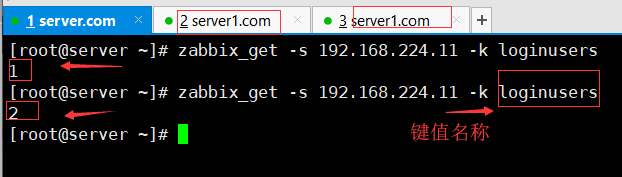 1 server.com
2 server1.com
3 server1.com
[root@server ~]# zabbix_get -s 192.168.224.11 -k loginusers
1
[root@server ~]# zabbix_get -s 192.168.224.11 -k loginusers
2
[root@server ~]#
键值名称